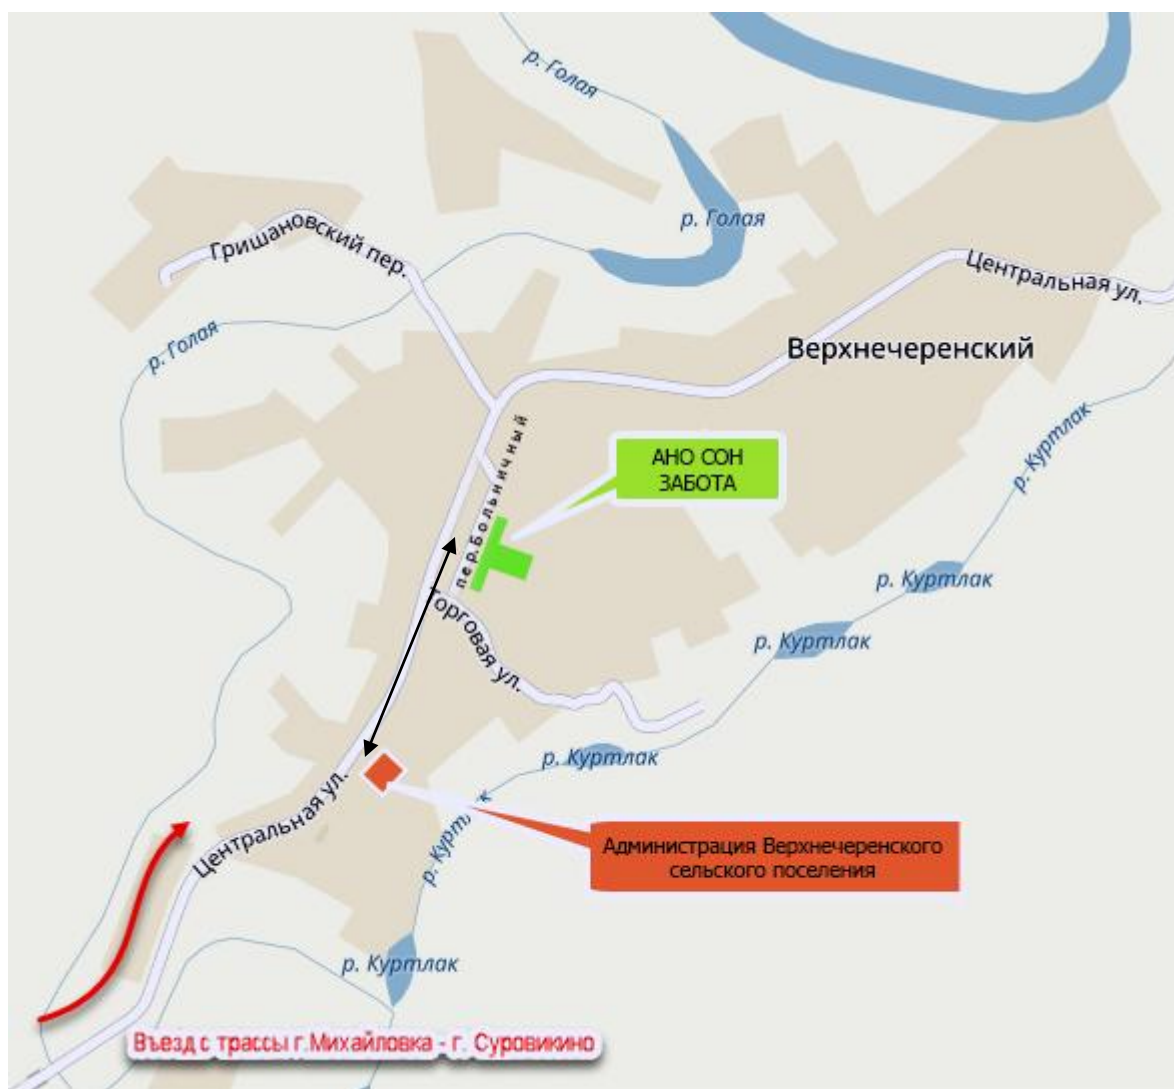 р. Голая
р. Голая
Гришановский пер.
Центральная ул.
р. Голая
Верхнечеренский
р. Куртлак
пер.Больничный
АНО СОН
ЗАБОТА
р. Куртлак
Торговая ул.
р. Куртлак
р. Куртлак
Центральная ул.
Администрация Верхнечеренского
сельского поселения
р. Куртлак
Въезд с трассы г.Михайловка - г. Суровикино